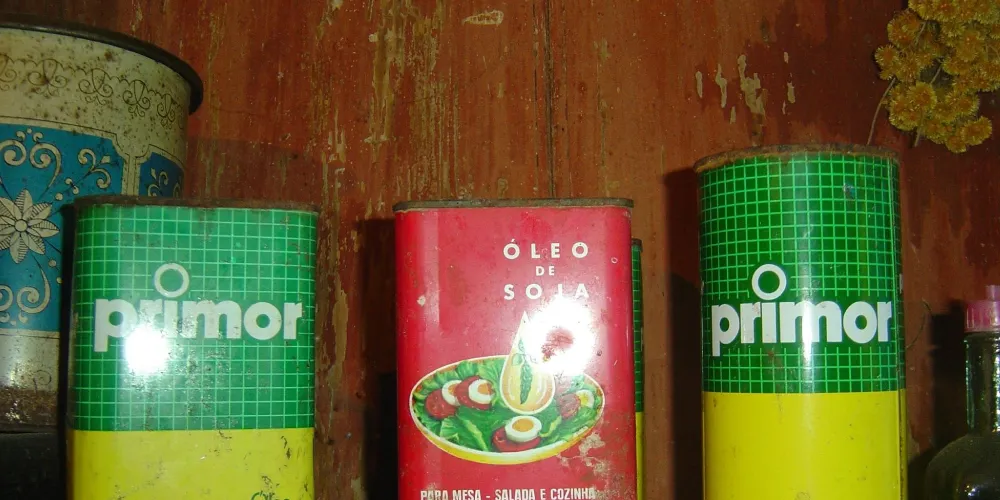 primor
ÓLEO
DE
SOJA
PARA MESA - SALADA E COZINHA
primor